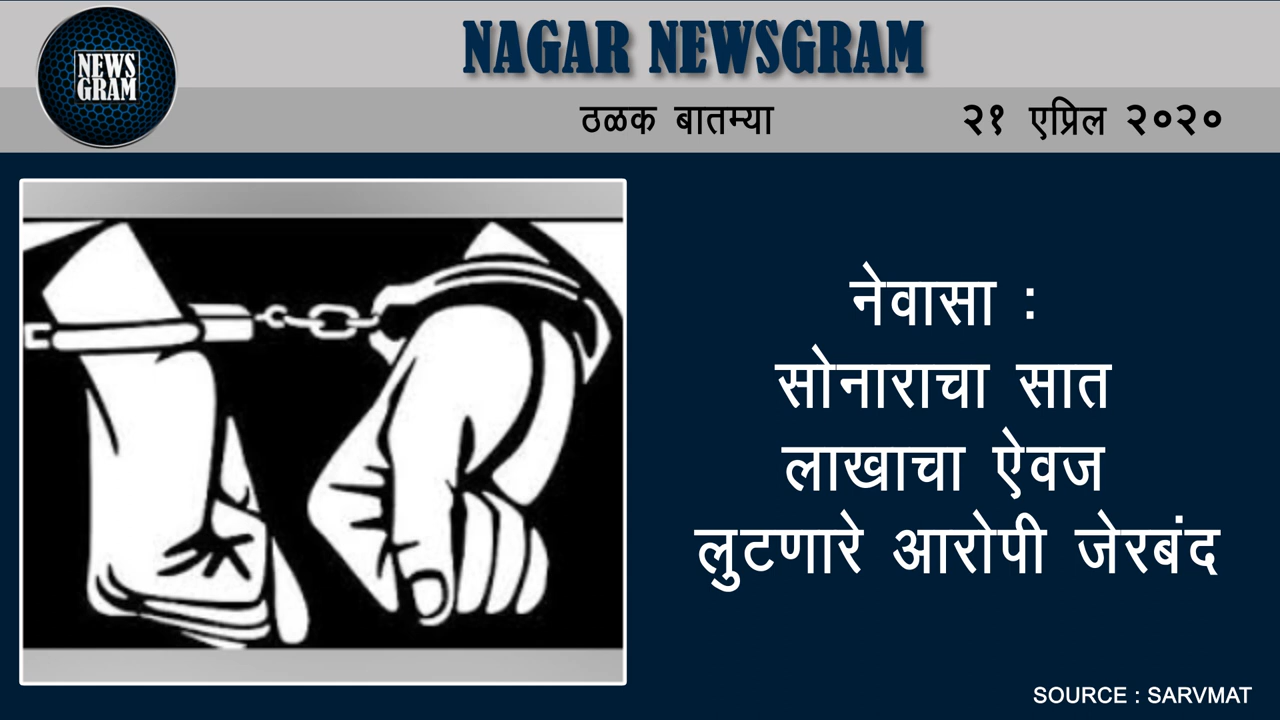 NEWS
GRAM
NAGAR NEWSGRAM
ठळक बातम्या
२१ एप्रिल २०२०
नेवासा :
सोनाराचा सात
लाखाचा ऐवज
लुटणारे आरोपी जेरबंद
SOURCE : SARVMAT